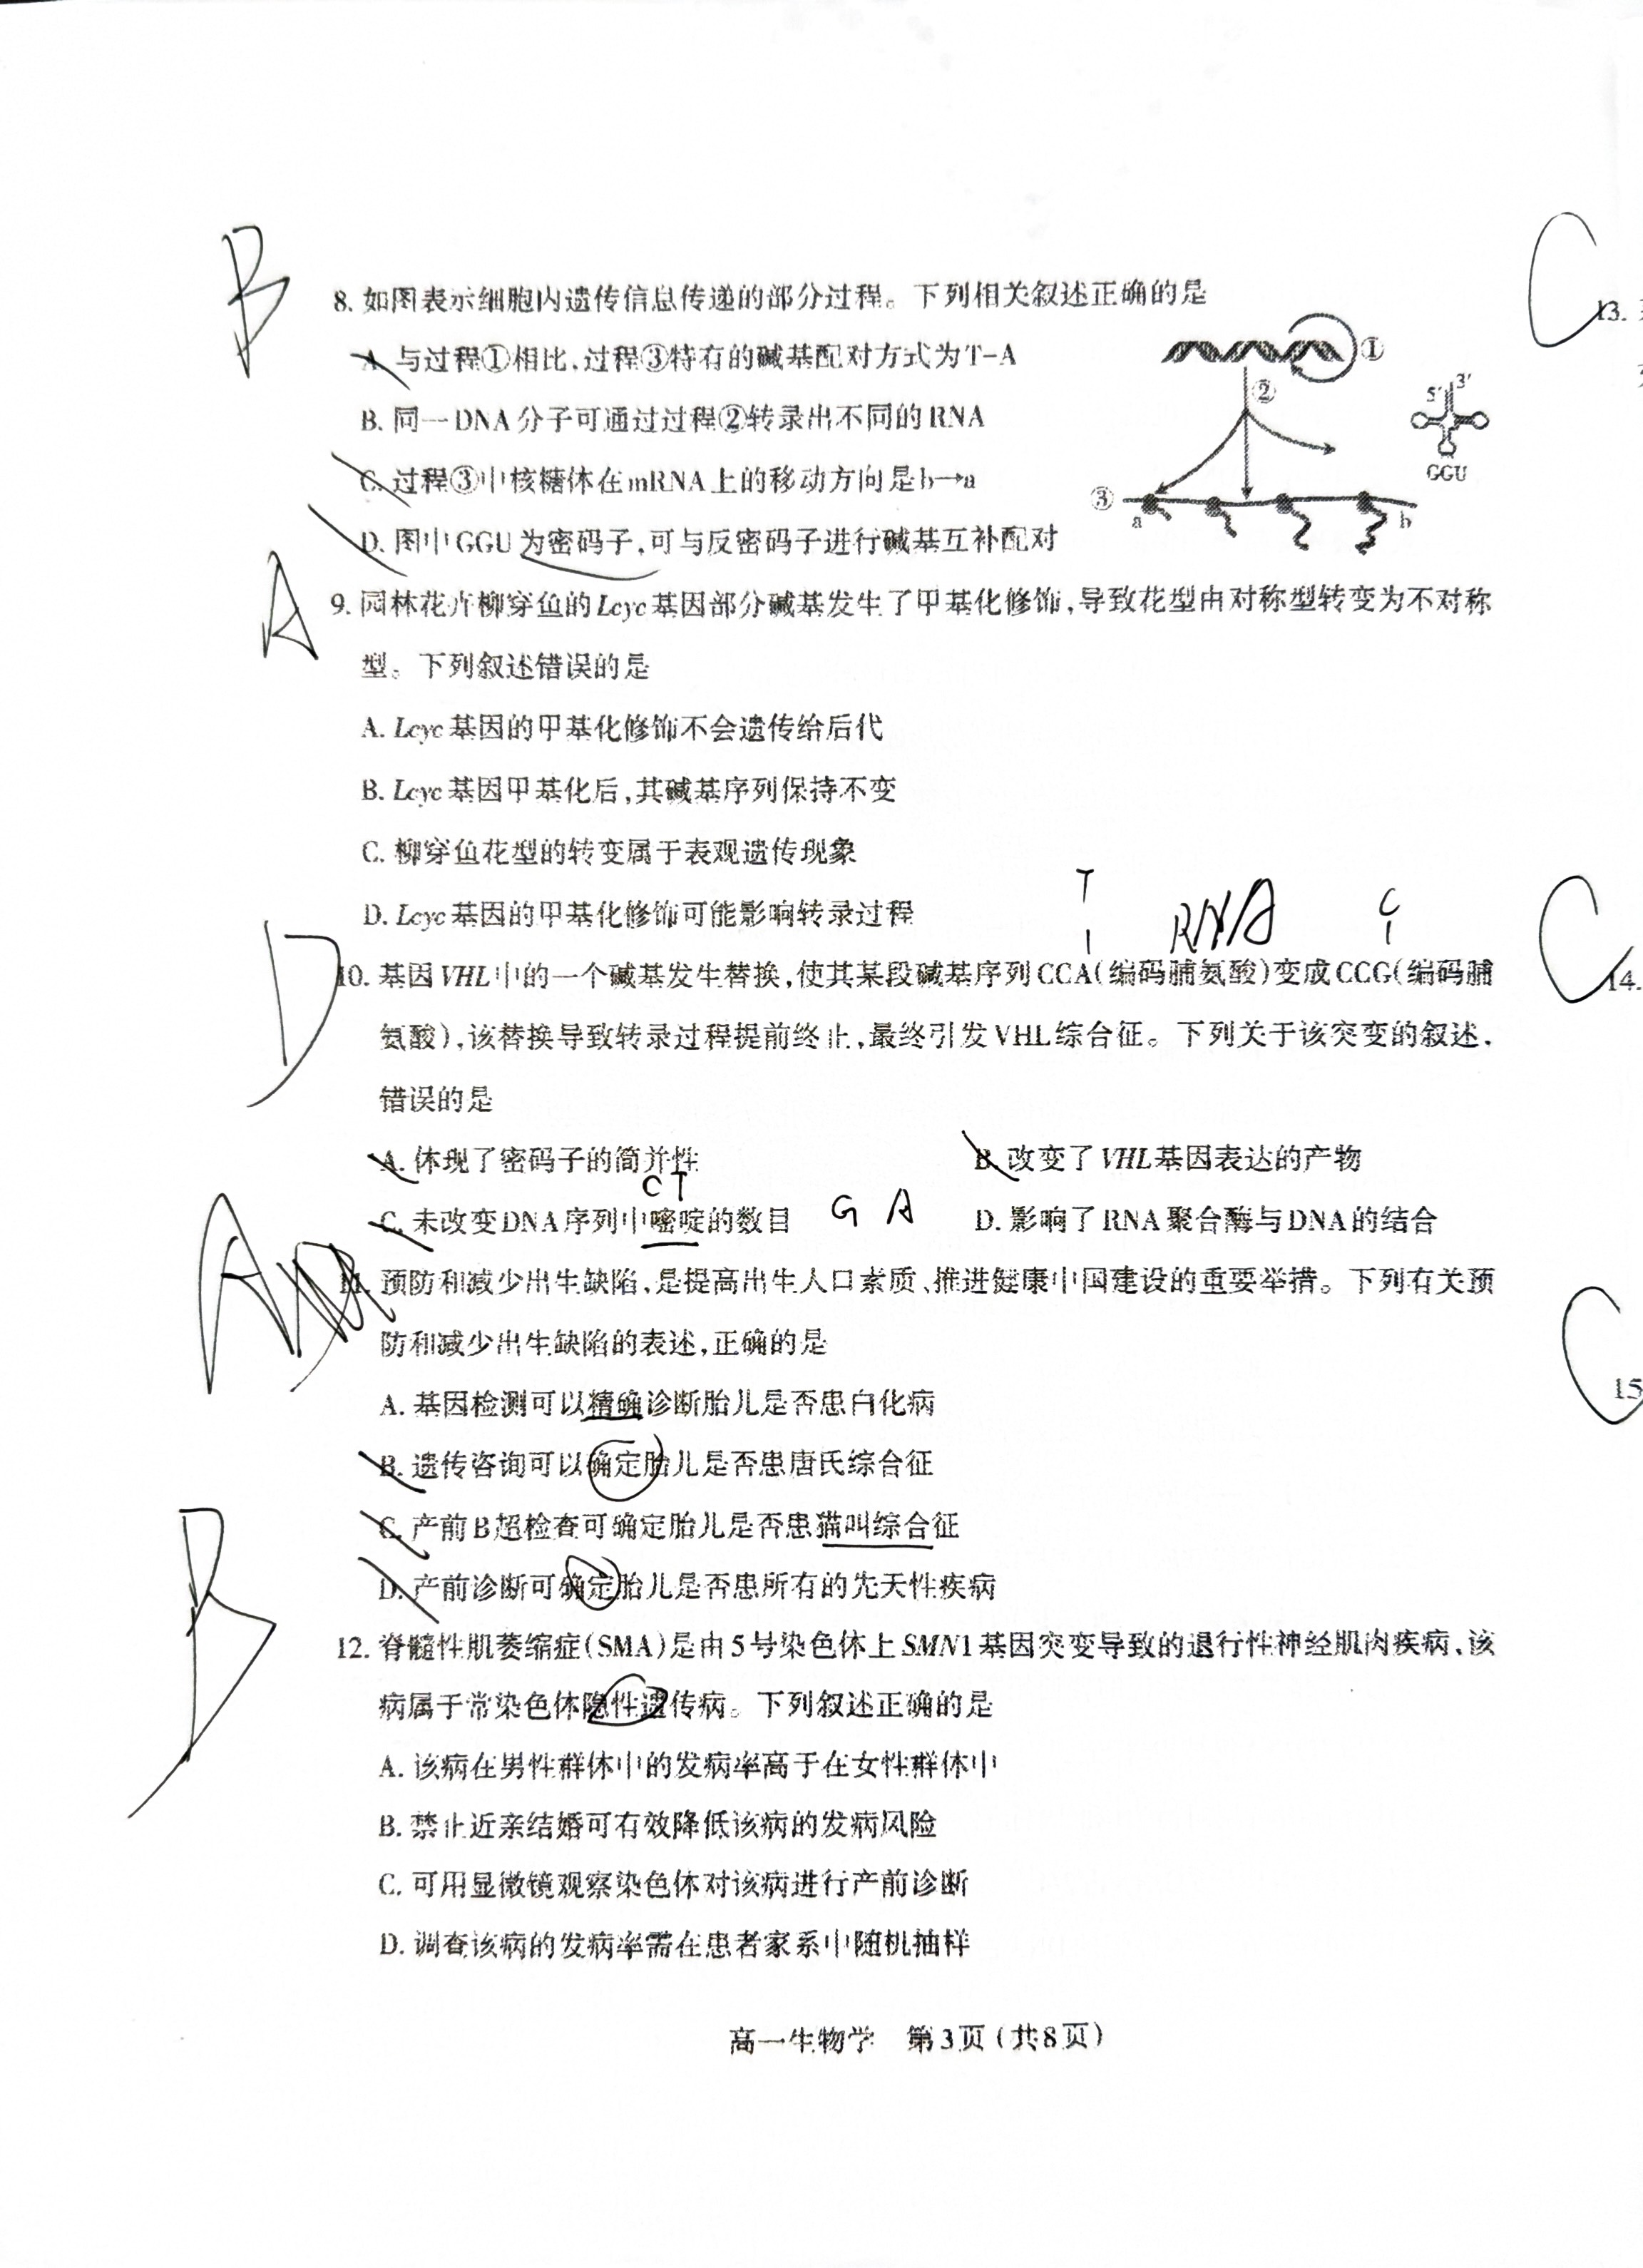 B
8. 如图表示细胞内遗传信息传递的部分过程。下列相关叙述正确的是
A. 与过程①相比,过程③特有的碱基配对方式为T-A
B. 同一DNA分子可通过过程②转录出不同的RNA
C. 过程③中核糖体在mRNA上的移动方向是b→a
D. 图中GGU为密码子,可与反密码子进行碱基互补配对
①
②
5′ 3′
GGU
③
a b
A
9. 园林花卉柳穿鱼的Lcyc基因部分碱基发生了甲基化修饰,导致花型由对称型转变为不对称
型。下列叙述错误的是
A. Lcyc基因的甲基化修饰不会遗传给后代
B. Lcyc基因甲基化后,其碱基序列保持不变
C. 柳穿鱼花型的转变属于表观遗传现象
D. Lcyc基因的甲基化修饰可能影响转录过程
T RNA C
D
10. 基因VHL中的一个碱基发生替换,使其某段碱基序列CCA(编码脯氨酸)变成CCG(编码脯
氨酸),该替换导致转录过程提前终止,最终引发VHL综合征。下列关于该突变的叙述,
错误的是
A. 体现了密码子的简并性 B. 改变了VHL基因表达的产物
C T
C. 未改变DNA序列中嘧啶的数目 G A D. 影响了RNA聚合酶与DNA的结合
A
11. 预防和减少出生缺陷,是提高出生人口素质、推进健康中国建设的重要举措。下列有关预
防和减少出生缺陷的表述,正确的是
A. 基因检测可以精确诊断胎儿是否患白化病
B. 遗传咨询可以确定胎儿是否患唐氏综合征
C. 产前B超检查可确定胎儿是否患猫叫综合征
D. 产前诊断可确定胎儿是否患所有的先天性疾病
B
12. 脊髓性肌萎缩症(SMA)是由5号染色体上SMN1基因突变导致的退行性神经肌肉疾病,该
病属于常染色体隐性遗传病。下列叙述正确的是
A. 该病在男性群体中的发病率高于在女性群体中
B. 禁止近亲结婚可有效降低该病的发病风险
C. 可用显微镜观察染色体对该病进行产前诊断
D. 调查该病的发病率需在患者家系中随机抽样
高一生物学 第3页(共8页)
C
13.
C
14.
C
15